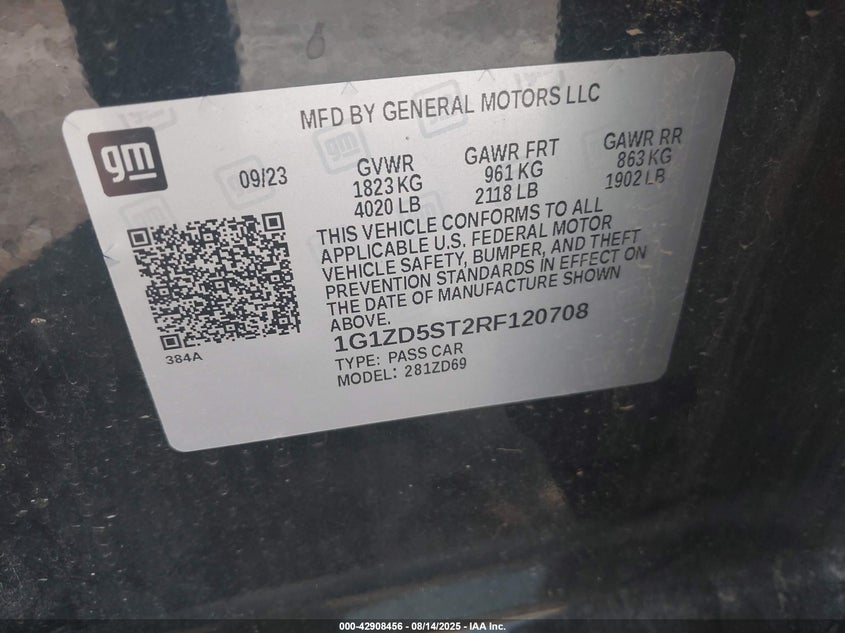 MFD BY GENERAL MOTORS LLC
gm
09/23
GVWR
1823 KG
4020 LB
GAWR FRT
961 KG
2118 LB
GAWR RR
863 KG
1902 LB
THIS VEHICLE CONFORMS TO ALL
APPLICABLE U.S. FEDERAL MOTOR
VEHICLE SAFETY, BUMPER, AND THEFT
PREVENTION STANDARDS IN EFFECT ON
THE DATE OF MANUFACTURE SHOWN
ABOVE.
1G1ZD5ST2RF120708
TYPE: PASS CAR
MODEL: 281ZD69
384A
000-42908456 - 08/14/2025 - IAA Inc.